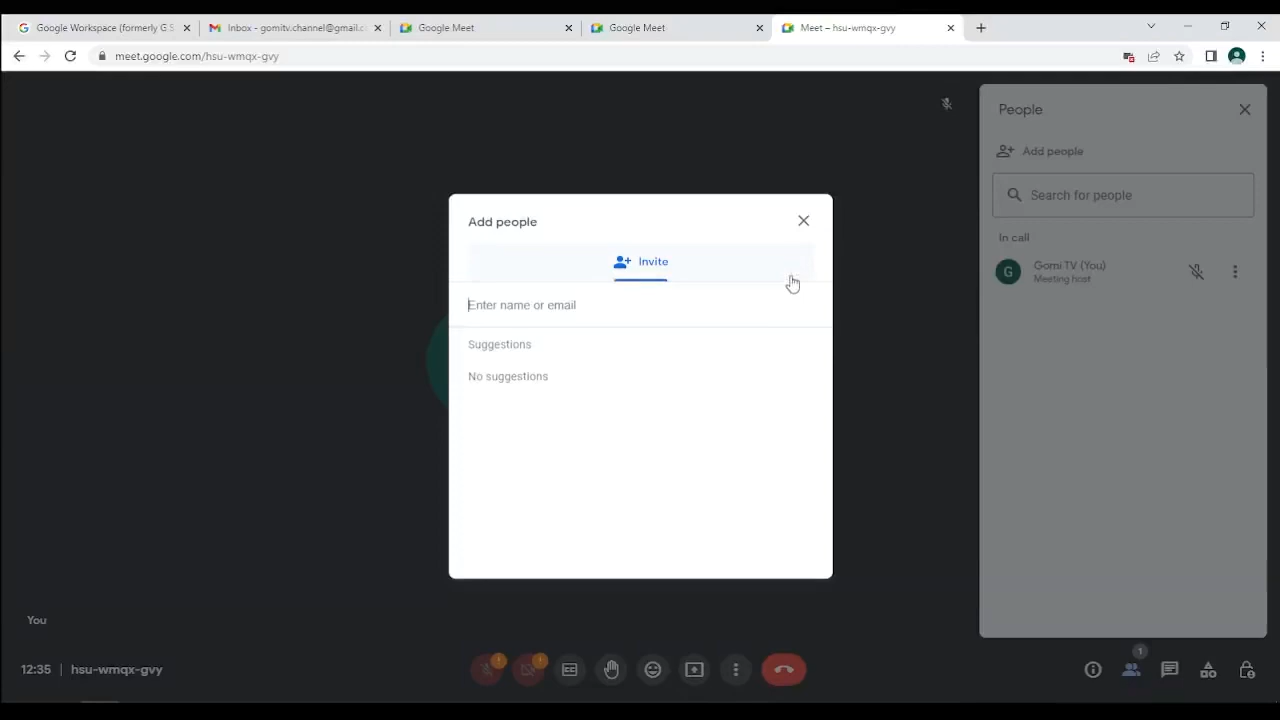 Google Workspace (formerly G S
Inbox - gomitv.channel@gmail.c
Google Meet
Google Meet
Meet – hsu-wmqx-gvy
meet.google.com/hsu-wmqx-gvy
People
Add people
Search for people
In call
G
Gomi TV (You)
Meeting host
Add people
Invite
Enter name or email
Suggestions
No suggestions
You
12:35 | hsu-wmqx-gvy
1